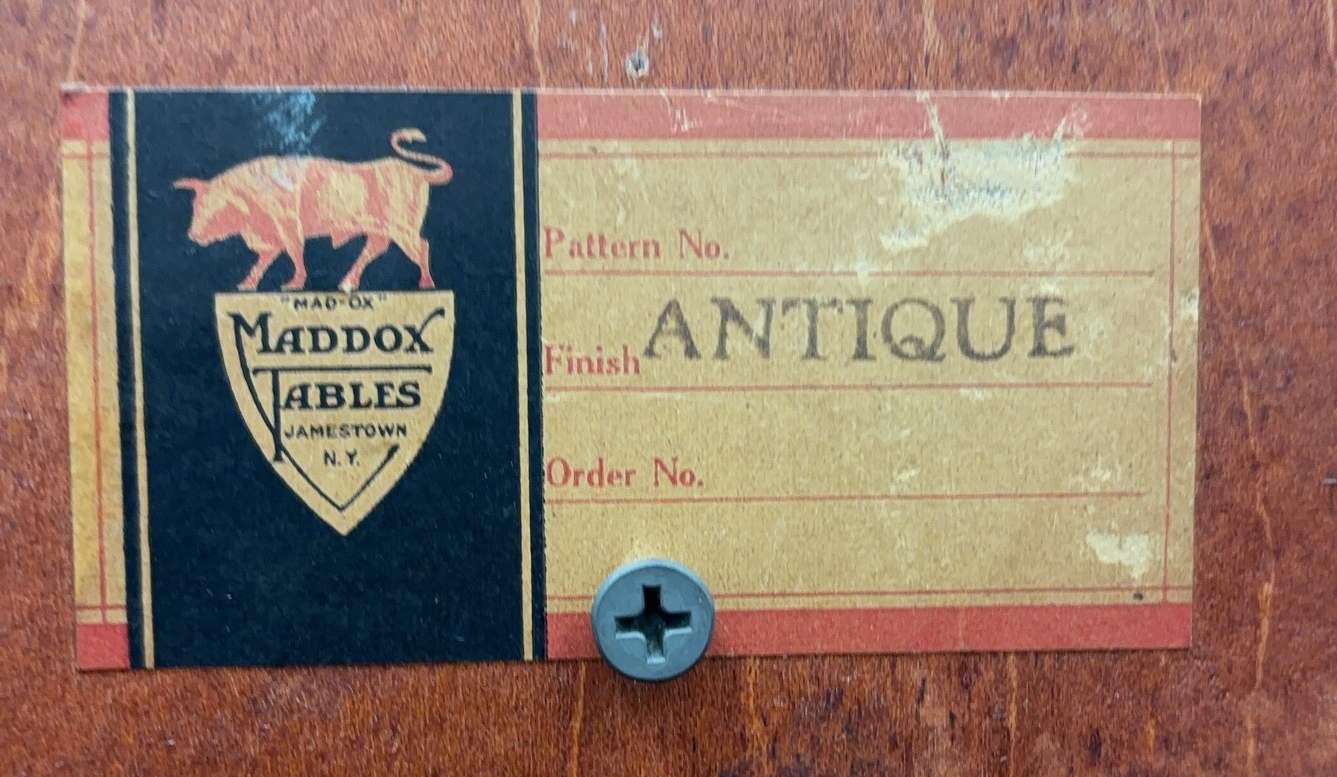 "MAD-OX"
MADDOX
TABLES
JAMESTOWN
N.Y.
Pattern No.
Finish ANTIQUE
Order No.